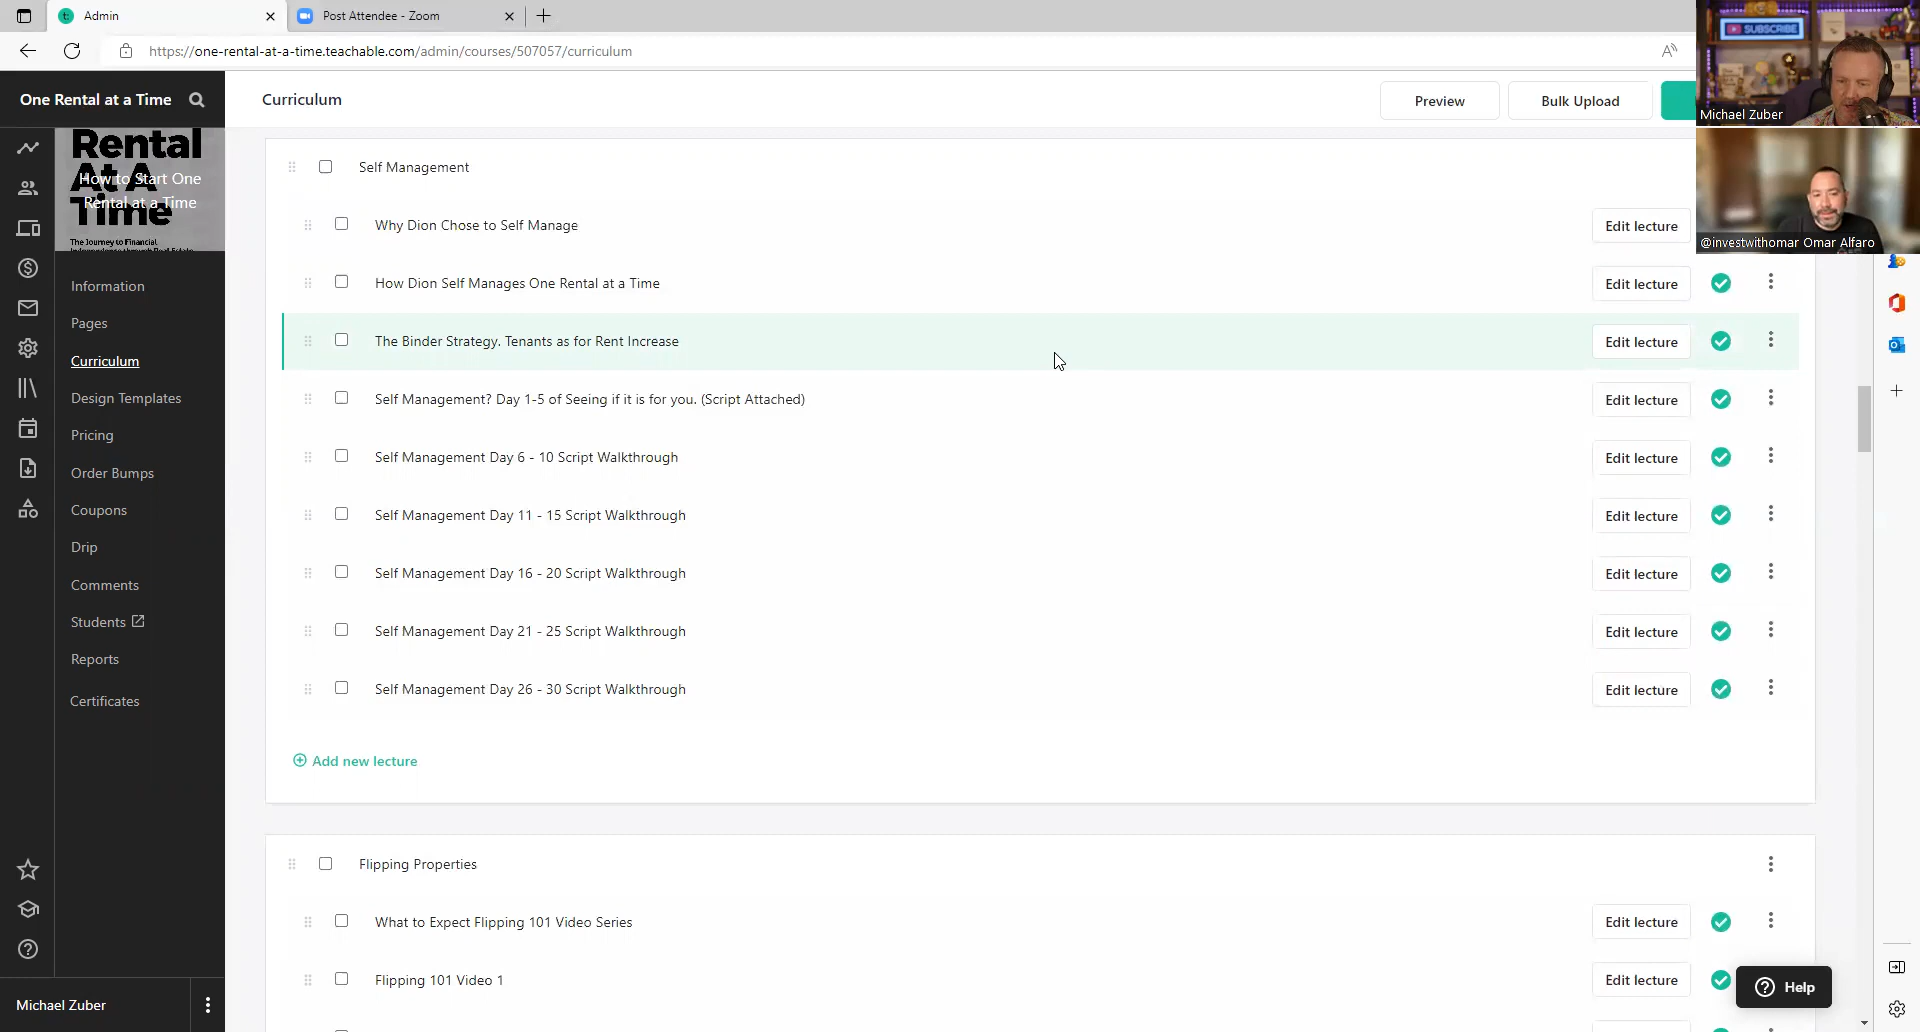 Admin
Post Attendee - Zoom
https://one-rental-at-a-time.teachable.com/admin/courses/507057/curriculum
SUBSCRIBE
Michael Zuber
@investwithomar Omar Alfaro
One Rental at a Time
Rental
At A
Time
How to Start One
Rental at a Time
The Journey to Financial
Information
Pages
Curriculum
Design Templates
Pricing
Order Bumps
Coupons
Drip
Comments
Students
Reports
Certificates
Michael Zuber
Curriculum
Preview
Bulk Upload
Self Management
Why Dion Chose to Self Manage
Edit lecture
How Dion Self Manages One Rental at a Time
Edit lecture
The Binder Strategy. Tenants as for Rent Increase
Edit lecture
Self Management? Day 1-5 of Seeing if it is for you. (Script Attached)
Edit lecture
Self Management Day 6 - 10 Script Walkthrough
Edit lecture
Self Management Day 11 - 15 Script Walkthrough
Edit lecture
Self Management Day 16 - 20 Script Walkthrough
Edit lecture
Self Management Day 21 - 25 Script Walkthrough
Edit lecture
Self Management Day 26 - 30 Script Walkthrough
Edit lecture
Add new lecture
Flipping Properties
What to Expect Flipping 101 Video Series
Edit lecture
Flipping 101 Video 1
Edit lecture
Help